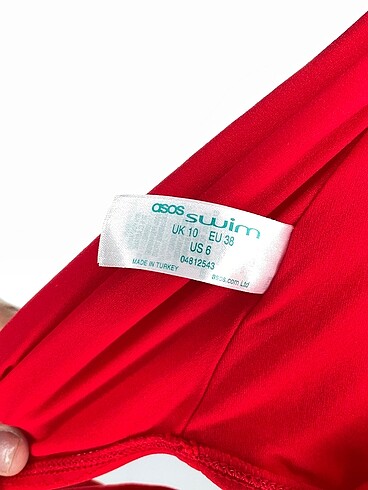 asos swim
UK 10 EU 38
US 6
MADE IN TURKEY 04812543
asos.com Ltd